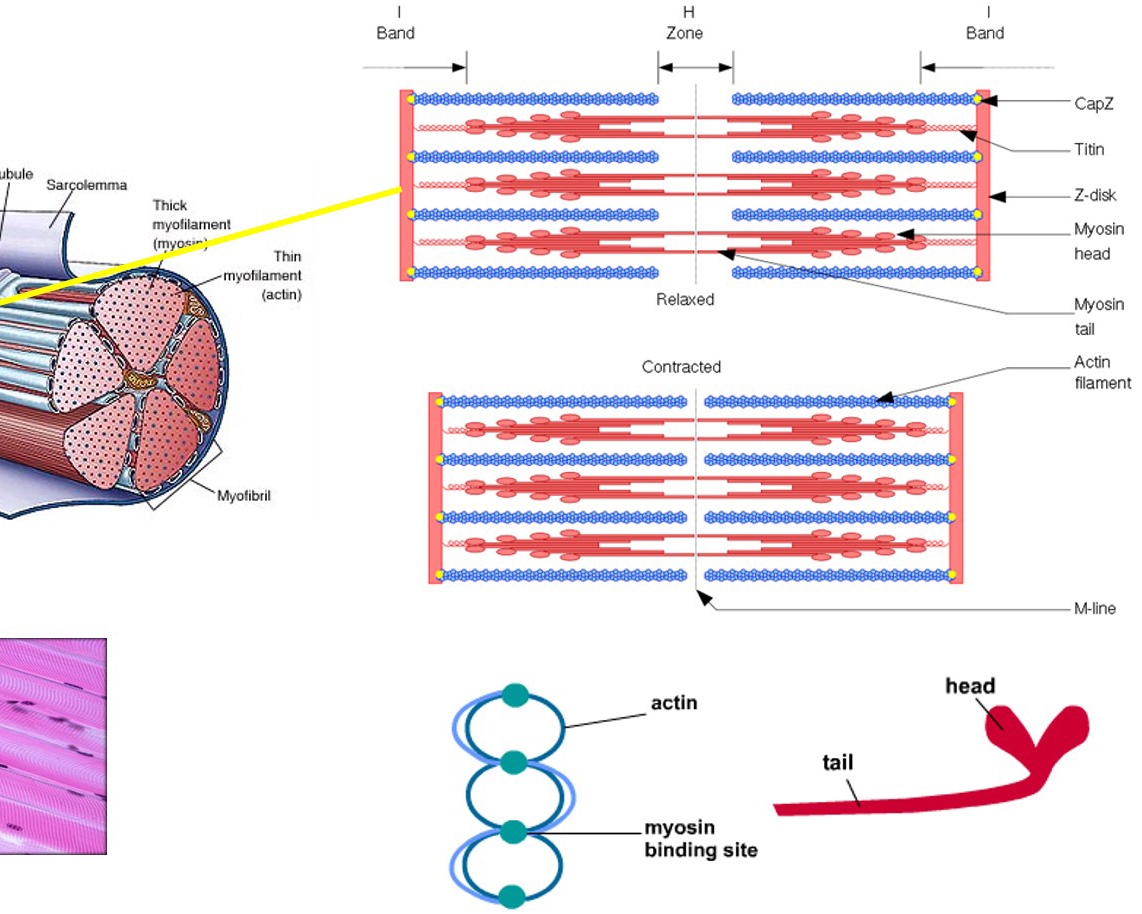 I
Band
H
Zone
I
Band
CapZ
Titin
Z-disk
Myosin
head
Myosin
tail
Relaxed
ubule
Sarcolemma
Thick
myofilament
(myosin)
Thin
myofilament
(actin)
Myofibril
Contracted
Actin
filament
M-line
actin
myosin
binding site
head
tail